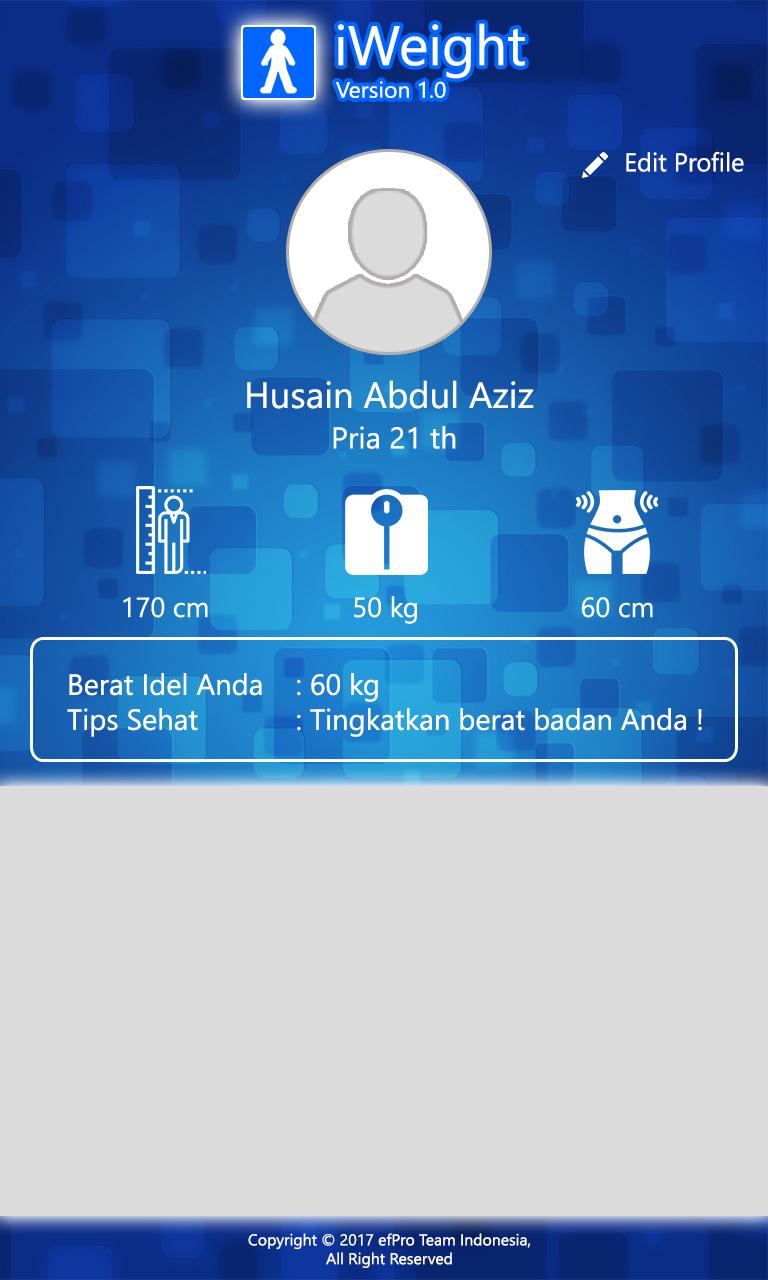 iWeight
Version 1.0
Edit Profile
Husain Abdul Aziz
Pria 21 th
170 cm
50 kg
60 cm
Berat Idel Anda : 60 kg
Tips Sehat : Tingkatkan berat badan Anda !
Copyright © 2017 efPro Team Indonesia,
All Right Reserved